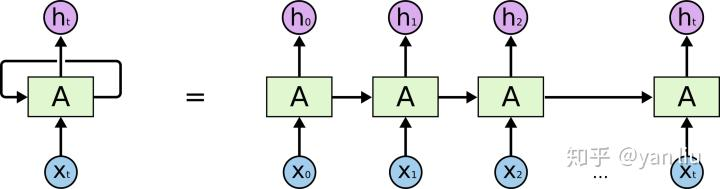 hₜ h₀ h₁ h₂ hₜ
A = A A A A
xₜ x₀ x₁ x₂ ... xₜ
知乎 @yan liu